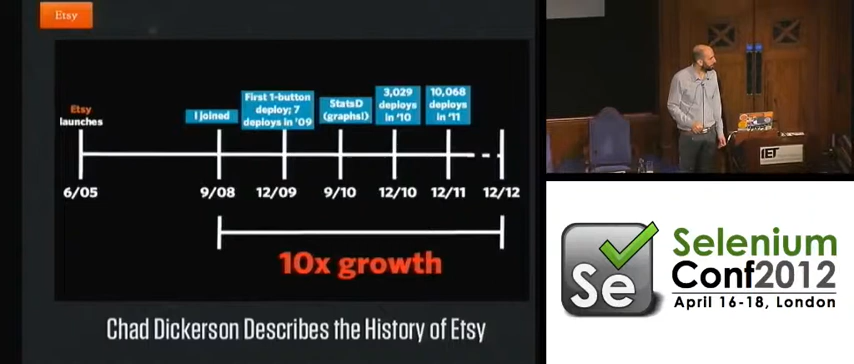 Etsy
Etsy
launches
I joined
First 1-button
deploy; 7
deploys in '09
StatsD
(graphs!)
3,029
deploys
in '10
10,068
deploys
in '11
6/05
9/08
12/09
9/10
12/10
12/11
12/12
10x growth
Chad Dickerson Describes the History of Etsy
IET
Se
Selenium
Conf2012
April 16-18, London